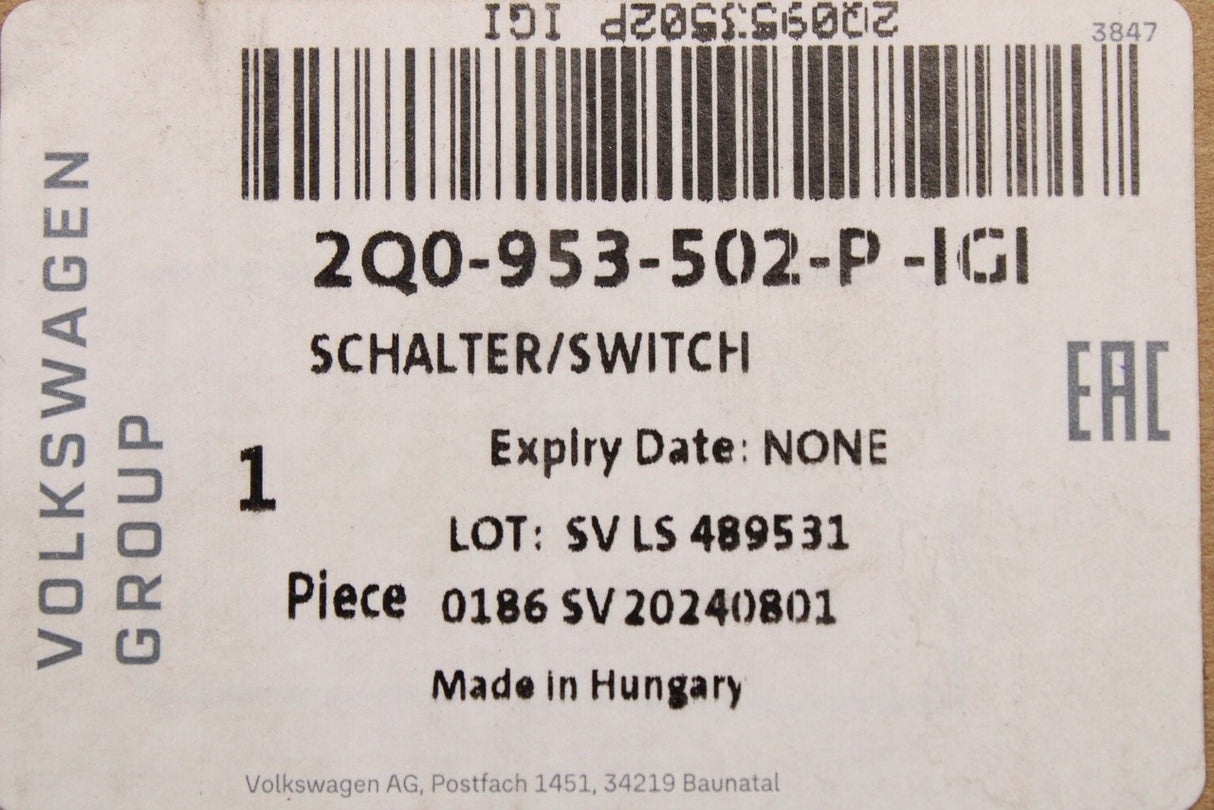 2Q0953502P IGI
3847
2Q0-953-502-P -IGI
SCHALTER/SWITCH
EAC
Expiry Date: NONE
1
LOT: SV LS 489531
Piece 0186 SV 20240801
Made in Hungary
VOLKSWAGEN
GROUP
Volkswagen AG, Postfach 1451, 34219 Baunatal